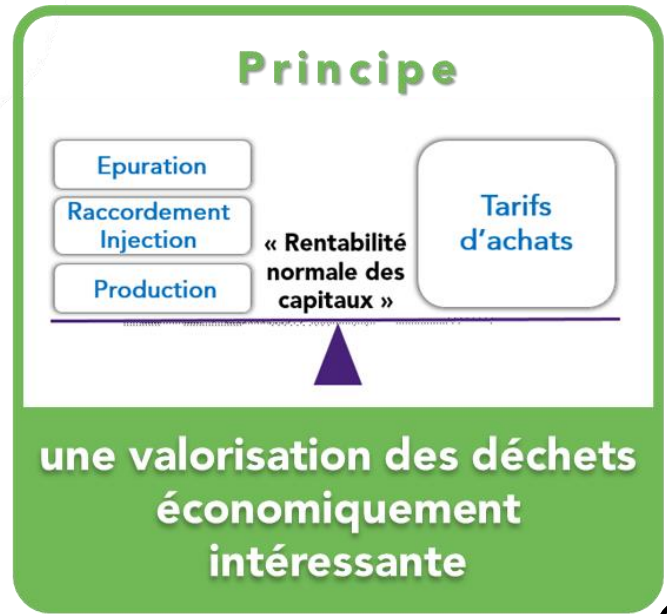 Principe
Epuration
Raccordement
Injection
Production
« Rentabilité
normale des
capitaux »
Tarifs
d'achats
une valorisation des déchets
économiquement
intéressante